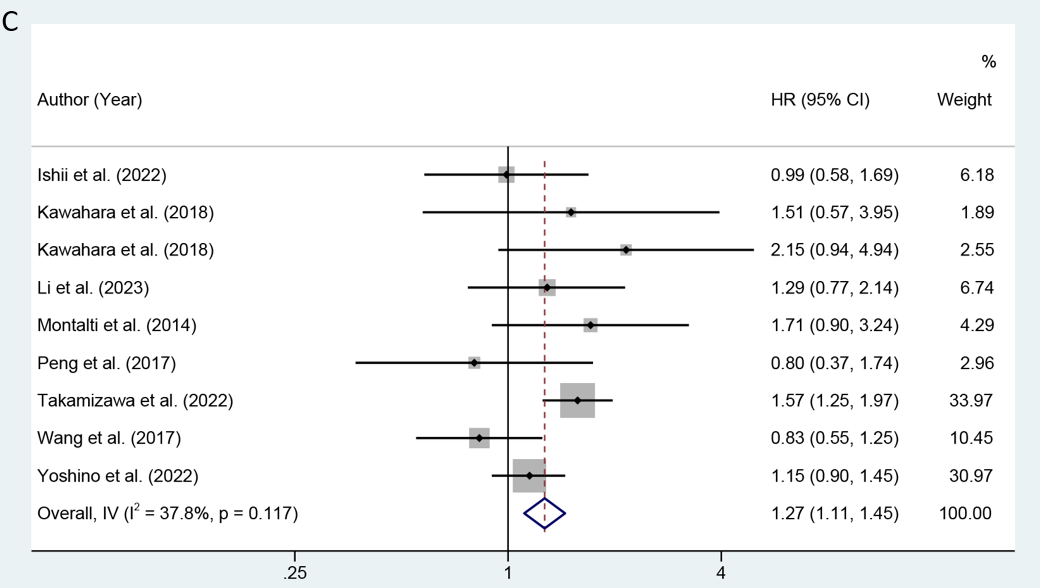 C
%
Author (Year) HR (95% CI) Weight
Ishii et al. (2022) 0.99 (0.58, 1.69) 6.18
Kawahara et al. (2018) 1.51 (0.57, 3.95) 1.89
Kawahara et al. (2018) 2.15 (0.94, 4.94) 2.55
Li et al. (2023) 1.29 (0.77, 2.14) 6.74
Montalti et al. (2014) 1.71 (0.90, 3.24) 4.29
Peng et al. (2017) 0.80 (0.37, 1.74) 2.96
Takamizawa et al. (2022) 1.57 (1.25, 1.97) 33.97
Wang et al. (2017) 0.83 (0.55, 1.25) 10.45
Yoshino et al. (2022) 1.15 (0.90, 1.45) 30.97
Overall, IV (I² = 37.8%, p = 0.117) 1.27 (1.11, 1.45) 100.00
.25 1 4